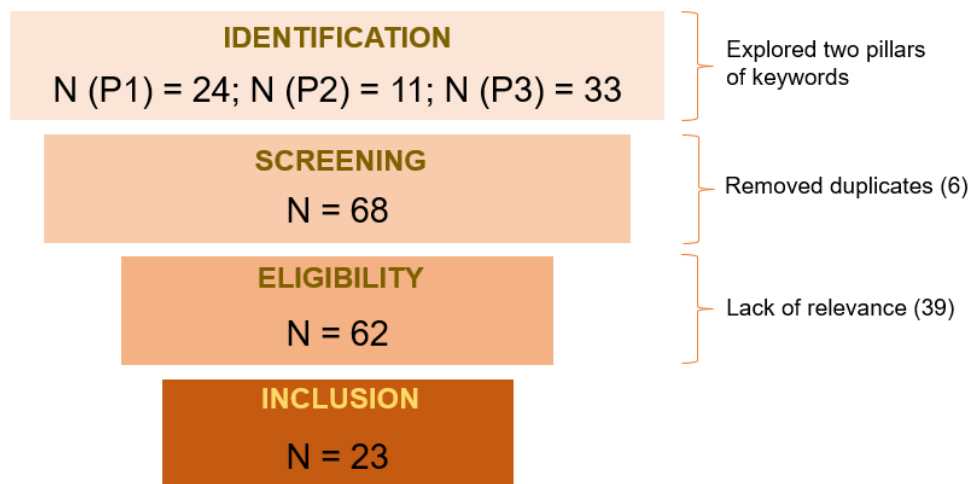 IDENTIFICATION
N (P1) = 24; N (P2) = 11; N (P3) = 33
Explored two pillars
of keywords
SCREENING
N = 68
Removed duplicates (6)
ELIGIBILITY
N = 62
Lack of relevance (39)
INCLUSION
N = 23